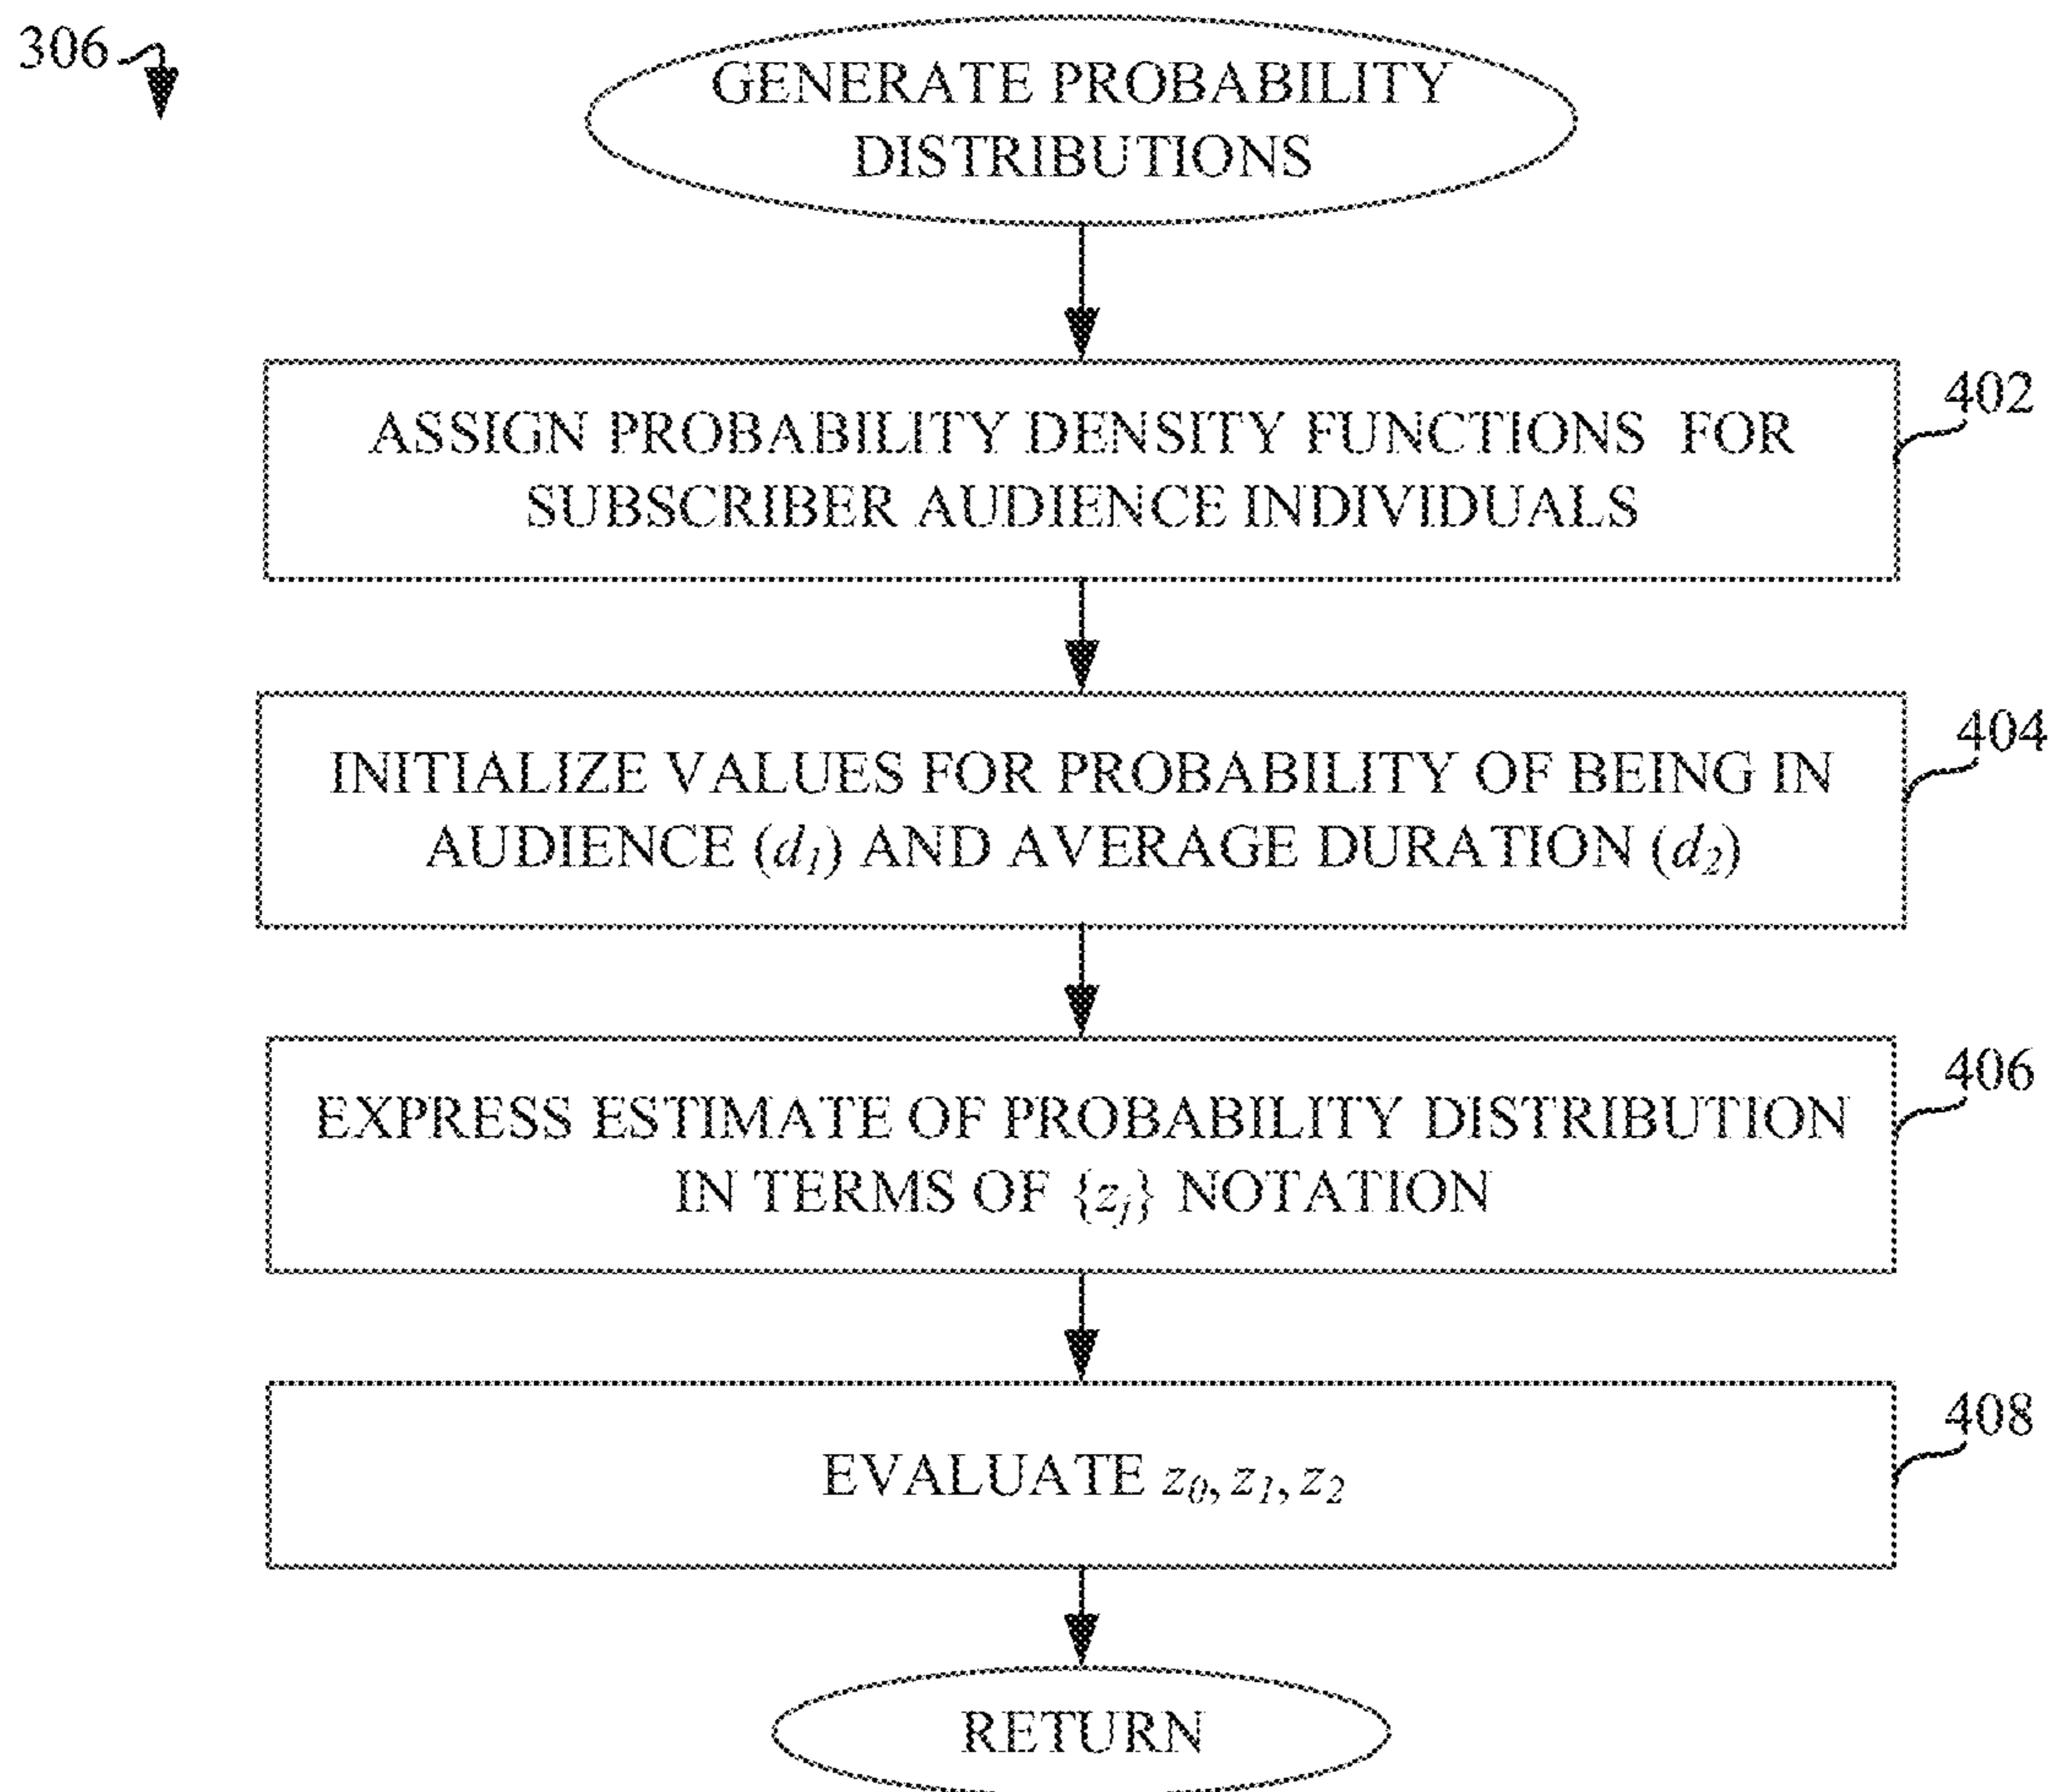 306
GENERATE PROBABILITY
DISTRIBUTIONS
402
ASSIGN PROBABILITY DENSITY FUNCTIONS FOR
SUBSCRIBER AUDIENCE INDIVIDUALS
404
INITIALIZE VALUES FOR PROBABILITY OF BEING IN
AUDIENCE (d₁) AND AVERAGE DURATION (d₂)
406
EXPRESS ESTIMATE OF PROBABILITY DISTRIBUTION
IN TERMS OF {zⱼ} NOTATION
408
EVALUATE z₀, z₁, z₂
RETURN